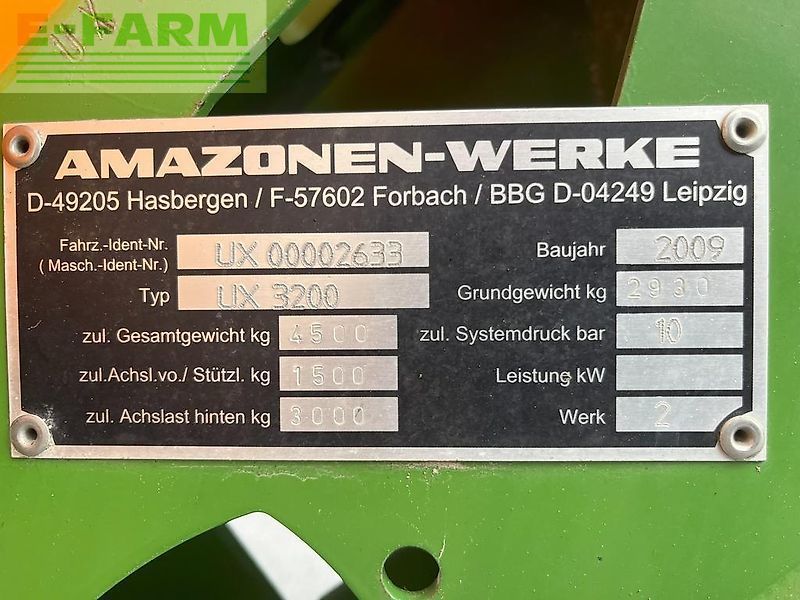 E-FARM
AMAZONEN-WERKE
D-49205 Hasbergen / F-57602 Forbach / BBG D-04249 Leipzig
Fahrz.-Ident-Nr. UX 00002633 Baujahr 2009
( Masch.-Ident-Nr.)
Typ UX 3200 Grundgewicht kg 2930
zul. Gesamtgewicht kg 4500 zul. Systemdruck bar 10
zul.Achsl.vo./ Stützl. kg 1500 Leistung kW
zul. Achslast hinten kg 3000 Werk 2